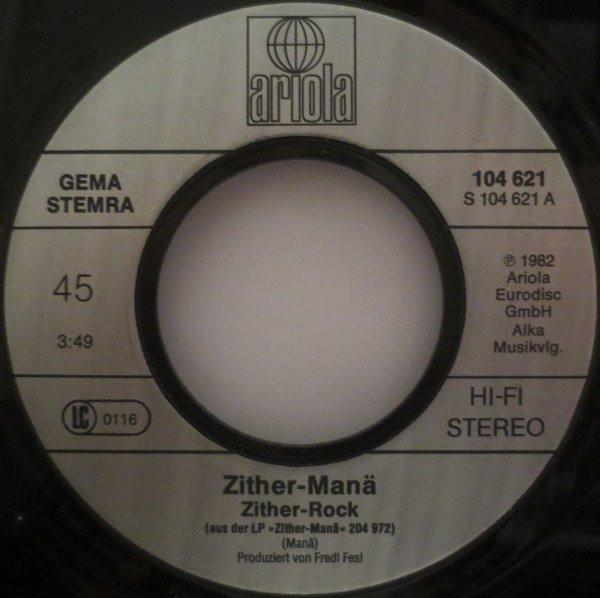 ariola
GEMA
STEMRA
104 621
S 104 621 A
45
3:49
℗ 1982
Ariola
Eurodisc
GmbH
Alka
Musikvlg.
LC 0116
HI-FI
STEREO
Zither-Manä
Zither-Rock
(aus der LP »Zither-Manä« 204 972)
(Manä)
Produziert von Fredl Fesl